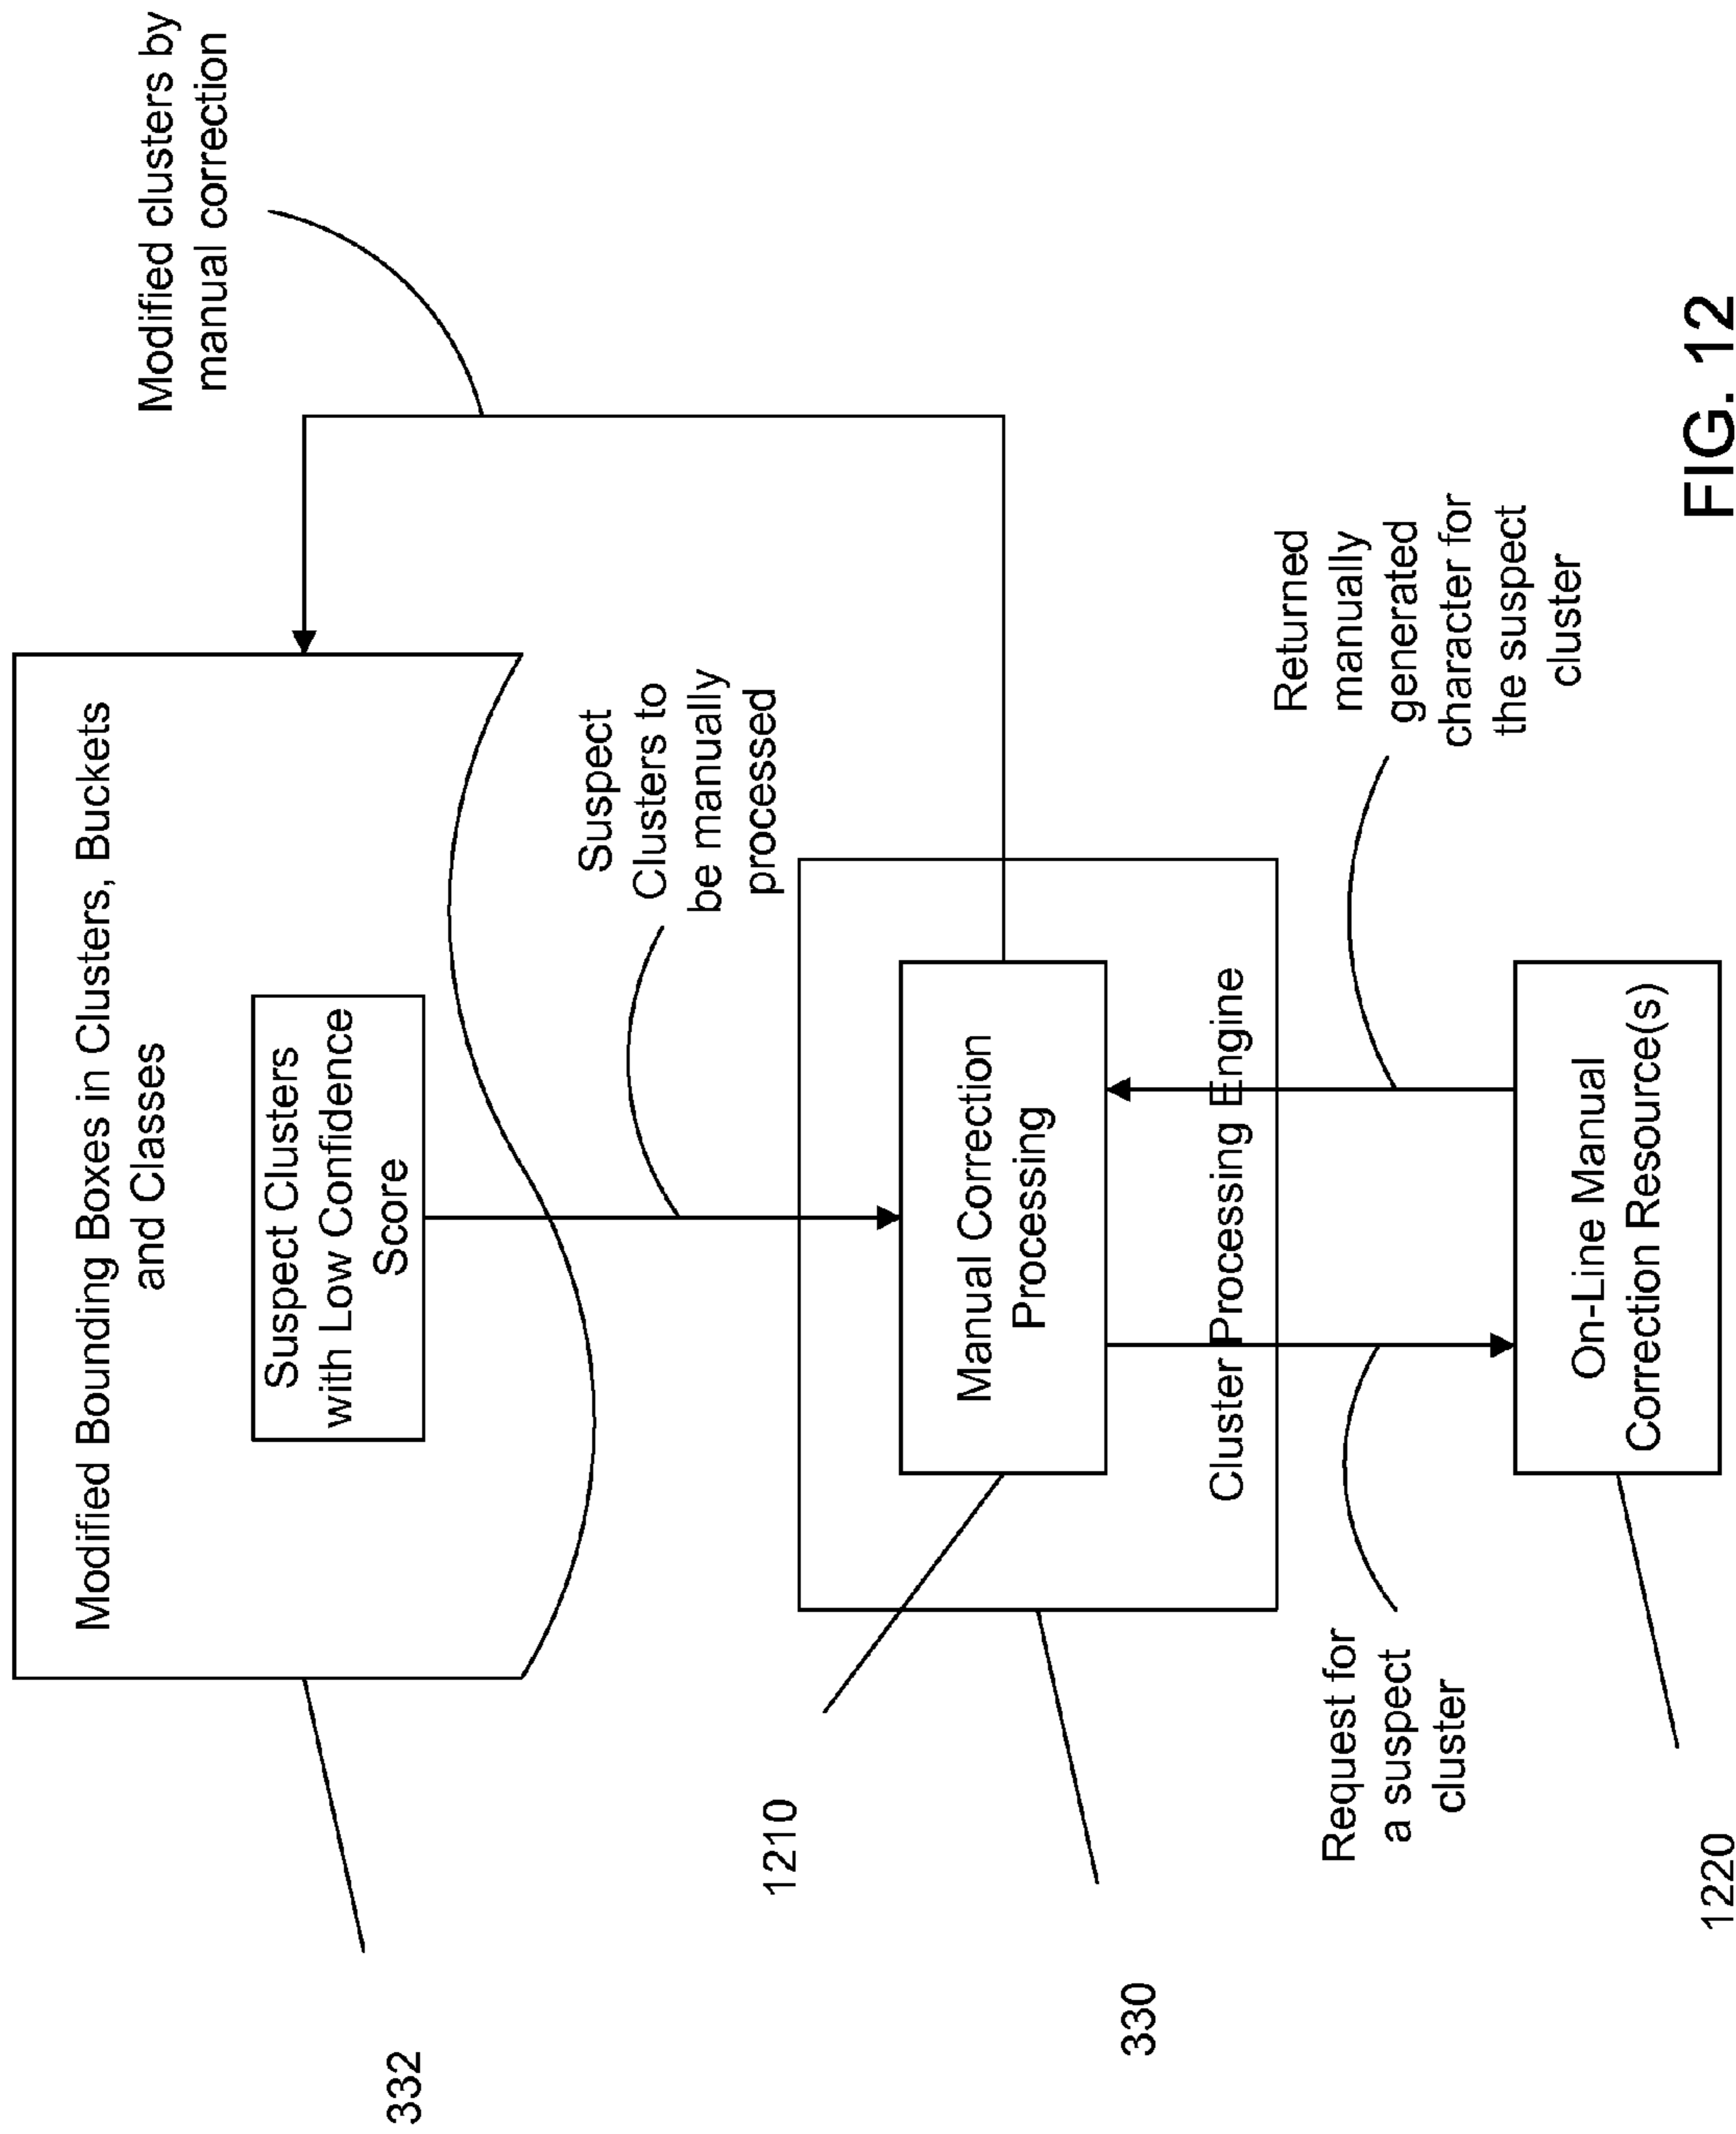 Modified Bounding Boxes in Clusters, Buckets
and Classes
Suspect Clusters
with Low Confidence
Score
332
Modified clusters by
manual correction
Suspect
Clusters to
be manually
processed
1210
Manual Correction
Processing
Cluster Processing Engine
330
Request for
a suspect
cluster
Returned
manually
generated
character for
the suspect
cluster
On-Line Manual
Correction Resource(s)
1220
FIG. 12